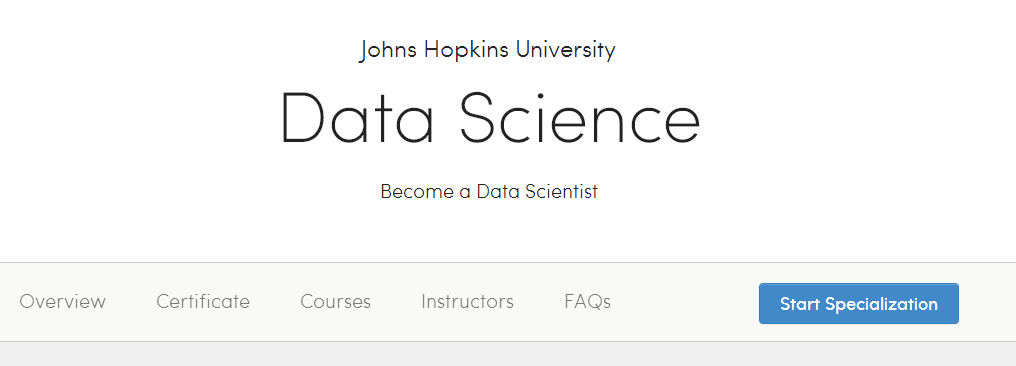 Johns Hopkins University
Data Science
Become a Data Scientist
Overview Certificate Courses Instructors FAQs Start Specialization